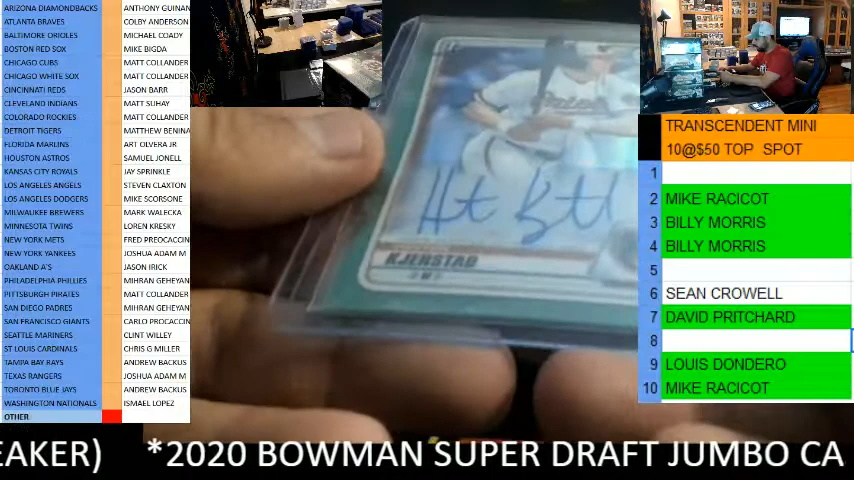 ARIZONA DIAMONDBACKS ANTHONY GUINAN
ATLANTA BRAVES COLBY ANDERSON
BALTIMORE ORIOLES MICHAEL COADY
BOSTON RED SOX MIKE BIGDA
CHICAGO CUBS MATT COLLANDER
CHICAGO WHITE SOX MATT COLLANDER
CINCINNATI REDS JASON BARR
CLEVELAND INDIANS MATT SUHAY
COLORADO ROCKIES MATT COLLANDER
DETROIT TIGERS MATTHEW BENINA
FLORIDA MARLINS ART OLVERA JR
HOUSTON ASTROS SAMUEL JONELL
KANSAS CITY ROYALS JAY SPRINKLE
LOS ANGELES ANGELS STEVEN CLAXTON
LOS ANGELES DODGERS MIKE SCORSONE
MILWAUKEE BREWERS MARK WALECKA
MINNESOTA TWINS LOREN KRESKY
NEW YORK METS FRED PREOCACCIN
NEW YORK YANKEES JOSHUA ADAM M
OAKLAND A'S JASON IRICK
PHILADELPHIA PHILLIES MIHRAN GEHEYAN
PITTSBURGH PIRATES MATT COLLANDER
SAN DIEGO PADRES MIHRAN GEHEYAN
SAN FRANCISCO GIANTS CARLO PROCACCIN
SEATTLE MARINERS CLINT WILLEY
ST LOUIS CARDINALS CHRIS G MILLER
TAMPA BAY RAYS ANDREW BACKUS
TEXAS RANGERS JOSHUA ADAM M
TORONTO BLUE JAYS ANDREW BACKUS
WASHINGTON NATIONALS ISMAEL LOPEZ
OTHER:
KJERSTAD
TRANSCENDENT MINI
10@$50 TOP SPOT
1
2 MIKE RACICOT
3 BILLY MORRIS
4 BILLY MORRIS
5
6 SEAN CROWELL
7 DAVID PRITCHARD
8
9 LOUIS DONDERO
10 MIKE RACICOT
EAKER) *2020 BOWMAN SUPER DRAFT JUMBO CA